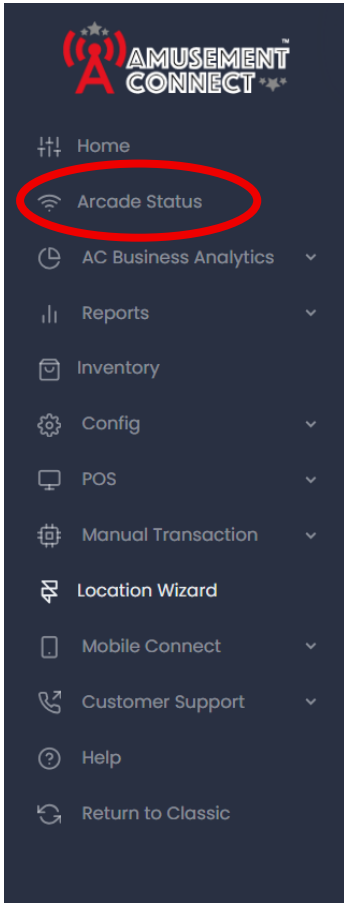 A AMUSEMENT
CONNECT ™
Home
Arcade Status
AC Business Analytics
Reports
Inventory
Config
POS
Manual Transaction
Location Wizard
Mobile Connect
Customer Support
Help
Return to Classic